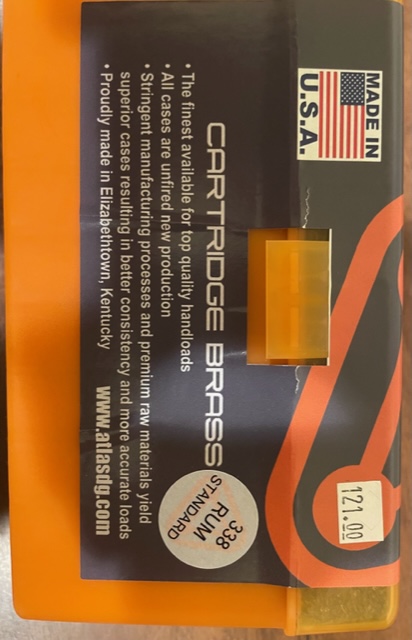 MADE IN
U.S.A.
CARTRIDGE BRASS
• The finest available for top quality handloads
• All cases are unfired new production
• Stringent manufacturing processes and premium raw materials yield
superior cases resulting in better consistency and more accurate loads
• Proudly made in Elizabethtown, Kentucky
www.atlasdg.com
338
RUM
STANDARD
121.00